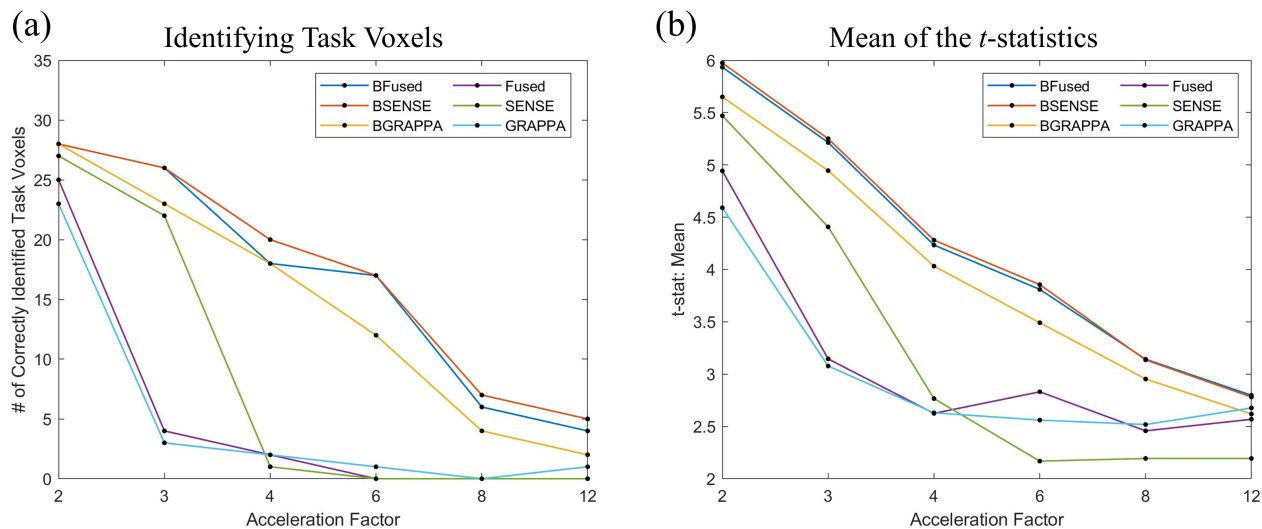 (a)
Identifying Task Voxels
# of Correctly Identified Task Voxels
35
30
25
20
15
10
5
0
BFused
BSENSE
BGRAPPA
Fused
SENSE
GRAPPA
2 3 4 6 8 12
Acceleration Factor
(b)
Mean of the t-statistics
t-stat: Mean
6
5.5
5
4.5
4
3.5
3
2.5
2
BFused
BSENSE
BGRAPPA
Fused
SENSE
GRAPPA
2 3 4 6 8 12
Acceleration Factor